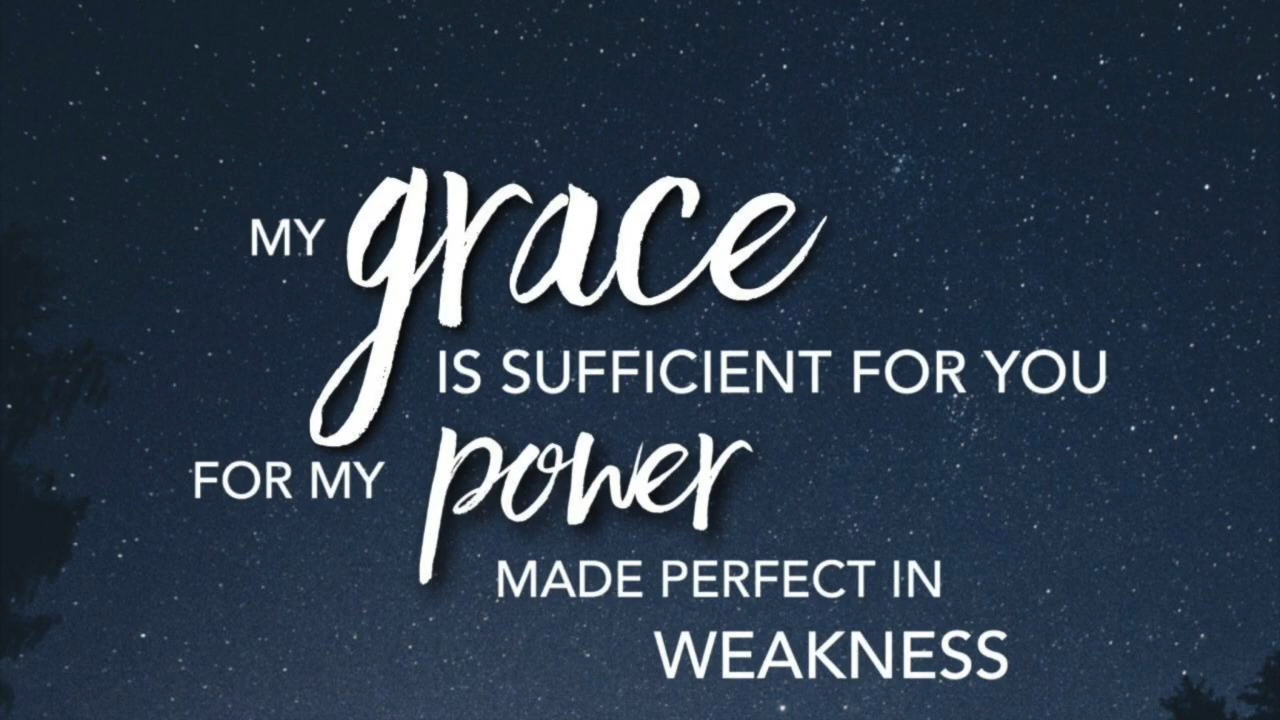 MY grace
IS SUFFICIENT FOR YOU
FOR MY power
MADE PERFECT IN
WEAKNESS